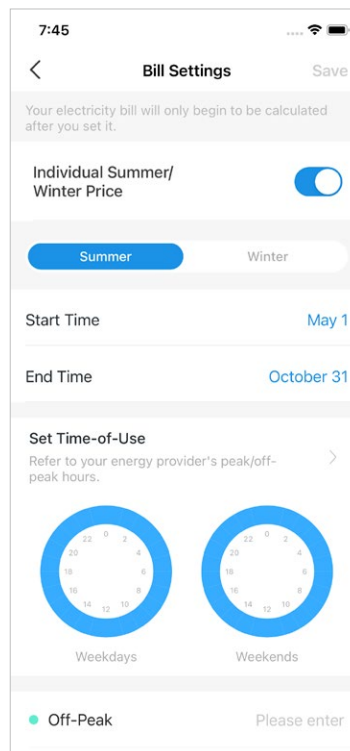 7:45
Bill Settings
Save
Your electricity bill will only begin to be calculated
after you set it.
Individual Summer/
Winter Price
Summer
Winter
Start Time
May 1
End Time
October 31
Set Time-of-Use
Refer to your energy provider's peak/off-
peak hours.
0 2 4 6 8 10 12 14 16 18 20 22
0 2 4 6 8 10 12 14 16 18 20 22
Weekdays
Weekends
Off-Peak
Please enter